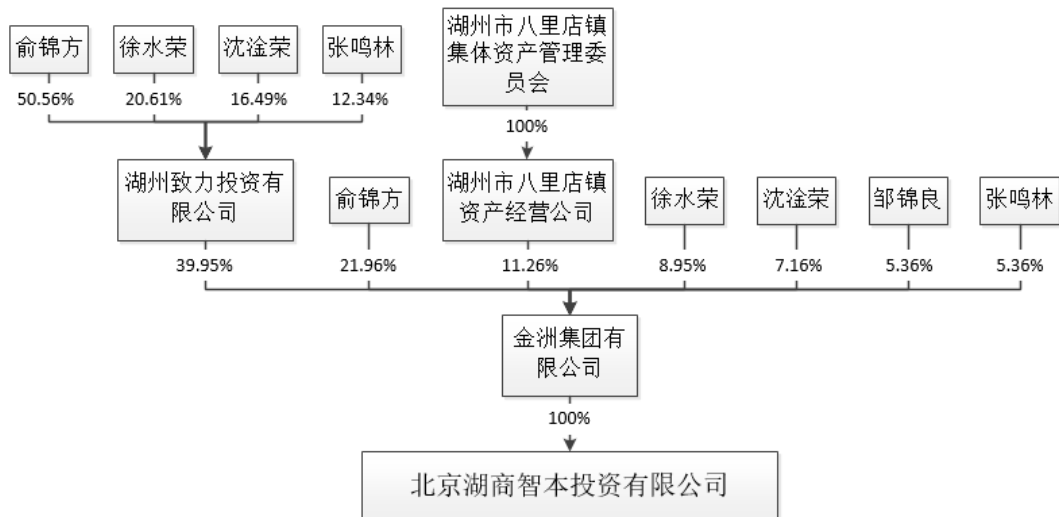 俞锦方
徐水荣
沈淦荣
张鸣林
湖州市八里店镇
集体资产管理委
员会
50.56%
20.61%
16.49%
12.34%
100%
湖州致力投资有
限公司
俞锦方
湖州市八里店镇
资产经营公司
徐水荣
沈淦荣
邹锦良
张鸣林
39.95%
21.96%
11.26%
8.95%
7.16%
5.36%
5.36%
金洲集团有
限公司
100%
北京湖商智本投资有限公司